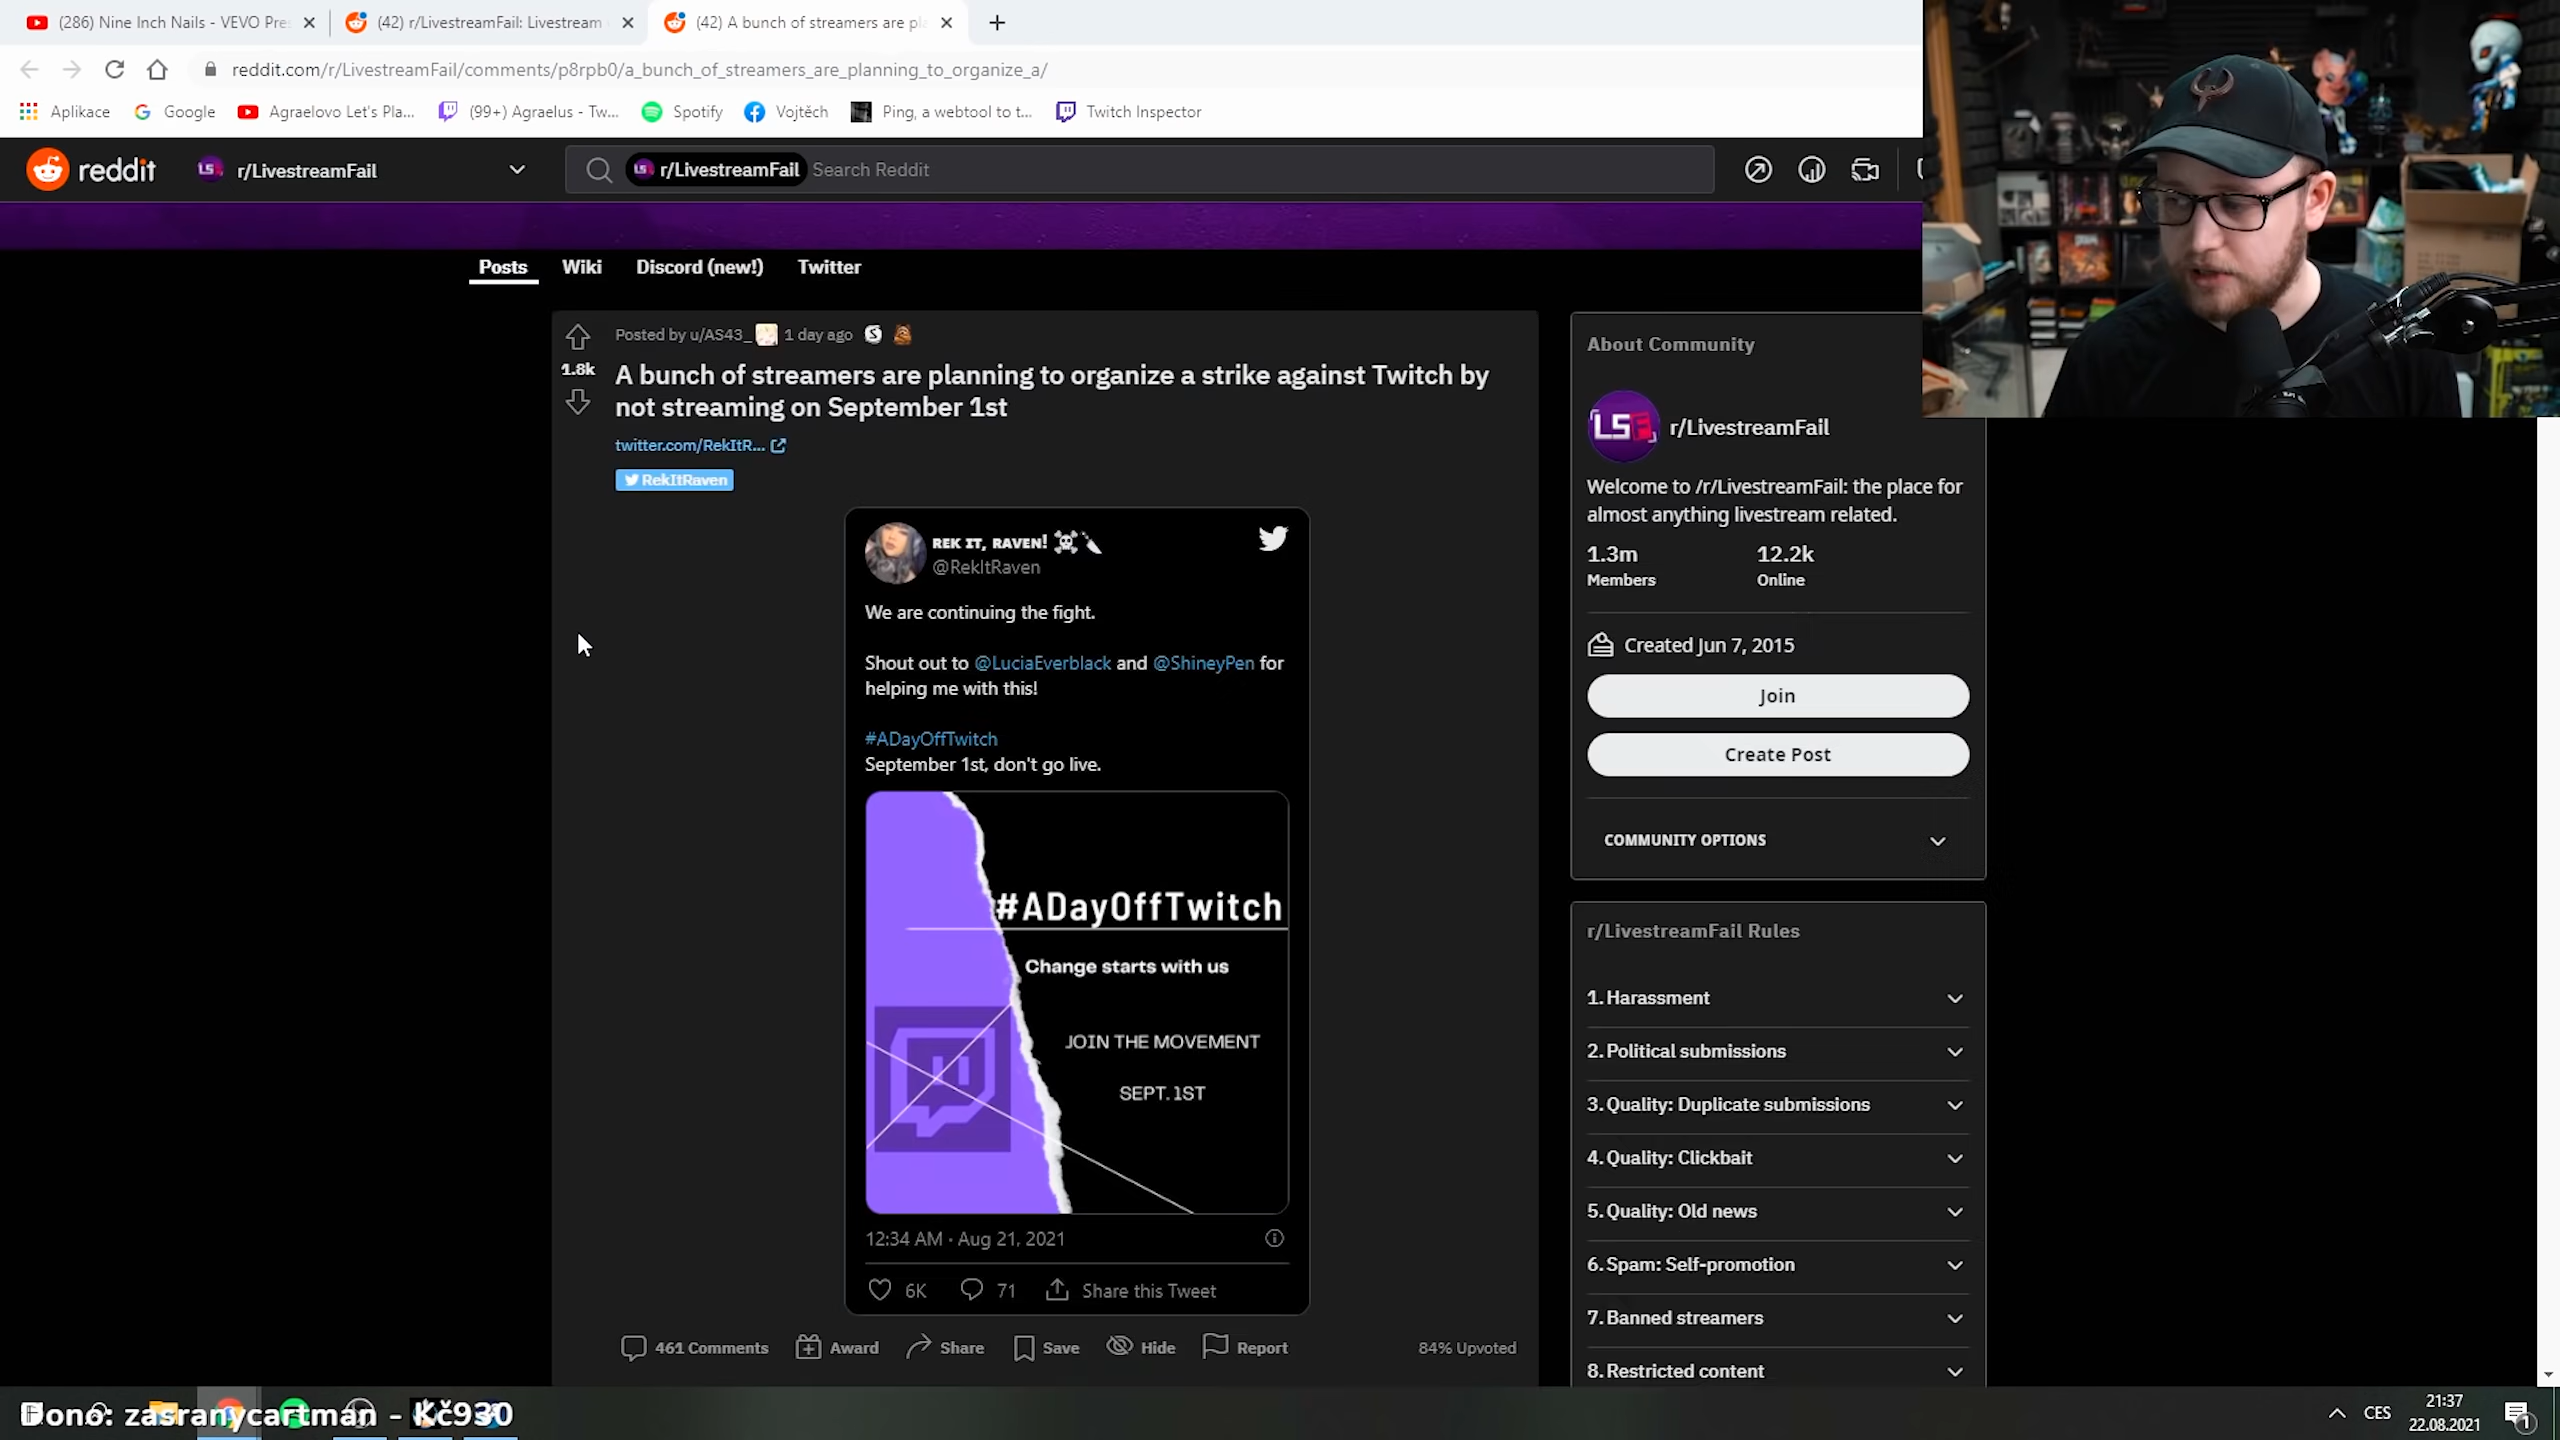 (286) Nine Inch Nails - VEVO Pre
(42) r/LivestreamFail: Livestream
(42) A bunch of streamers are pl
reddit.com/r/LivestreamFail/comments/p8rpb0/a_bunch_of_streamers_are_planning_to_organize_a/
Aplikace
Google
Agraelovo Let's Pla...
(99+) Agraelus - Tw...
Spotify
Vojtěch
Ping, a webtool to t...
Twitch Inspector
reddit
r/LivestreamFail
r/LivestreamFail
Search Reddit
Posts
Wiki
Discord (new!)
Twitter
Posted by u/AS43_ 1 day ago
1.8k
A bunch of streamers are planning to organize a strike against Twitch by
not streaming on September 1st
twitter.com/RekItR...
RekItRaven
REK IT, RAVEN!
@RekItRaven
We are continuing the fight.
Shout out to @LuciaEverblack and @ShineyPen for
helping me with this!
#ADayOffTwitch
September 1st, don't go live.
#ADayOffTwitch
Change starts with us
JOIN THE MOVEMENT
SEPT. 1ST
12:34 AM · Aug 21, 2021
6K
71
Share this Tweet
461 Comments
Award
Share
Save
Hide
Report
84% Upvoted
About Community
LSF
r/LivestreamFail
Welcome to /r/LivestreamFail: the place for
almost anything livestream related.
1.3m
12.2k
Members
Online
Created Jun 7, 2015
Join
Create Post
COMMUNITY OPTIONS
r/LivestreamFail Rules
1. Harassment
2. Political submissions
3. Quality: Duplicate submissions
4. Quality: Clickbait
5. Quality: Old news
6. Spam: Self-promotion
7. Banned streamers
8. Restricted content
Dono: zasranycartman - Kč930
CES
21:37
22.08.2021
1